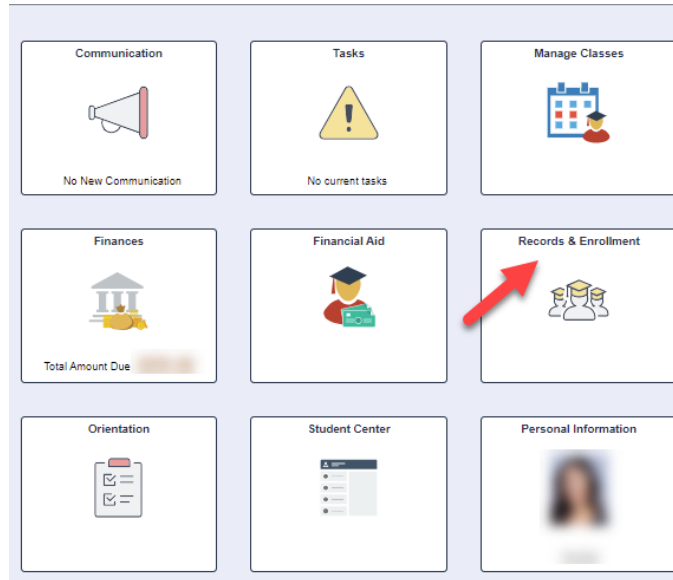 Communication
Tasks
Manage Classes
No New Communication
No current tasks
Finances
Financial Aid
Records & Enrollment
Total Amount Due
Orientation
Student Center
Personal Information